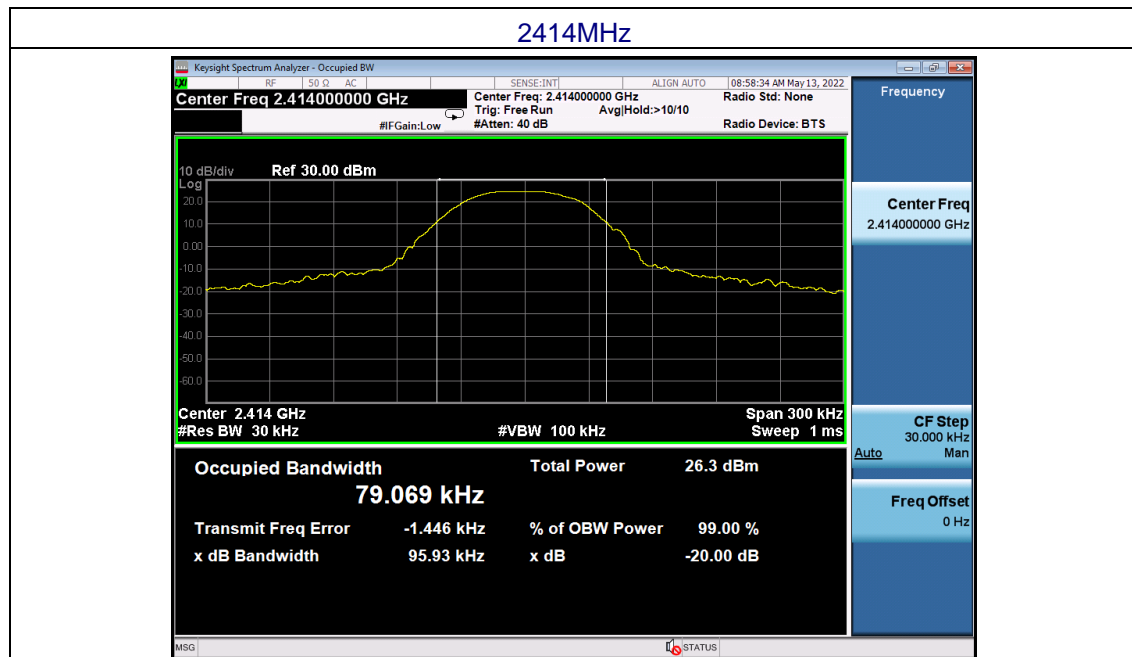 2414MHz
Keysight Spectrum Analyzer - Occupied BW
LXI RF 50 Ω AC SENSE:INT ALIGN AUTO 08:58:34 AM May 13, 2022
Center Freq 2.414000000 GHz
Center Freq: 2.414000000 GHz Radio Std: None
Trig: Free Run Avg|Hold:>10/10
#IFGain:Low #Atten: 40 dB Radio Device: BTS
10 dB/div Ref 30.00 dBm
Log
20.0
10.0
0.00
-10.0
-20.0
-30.0
-40.0
-50.0
-60.0
Center 2.414 GHz Span 300 kHz
#Res BW 30 kHz #VBW 100 kHz Sweep 1 ms
Occupied Bandwidth Total Power 26.3 dBm
79.069 kHz
Transmit Freq Error -1.446 kHz % of OBW Power 99.00 %
x dB Bandwidth 95.93 kHz x dB -20.00 dB
Frequency
Center Freq
2.414000000 GHz
CF Step
30.000 kHz
Auto Man
Freq Offset
0 Hz
MSG STATUS